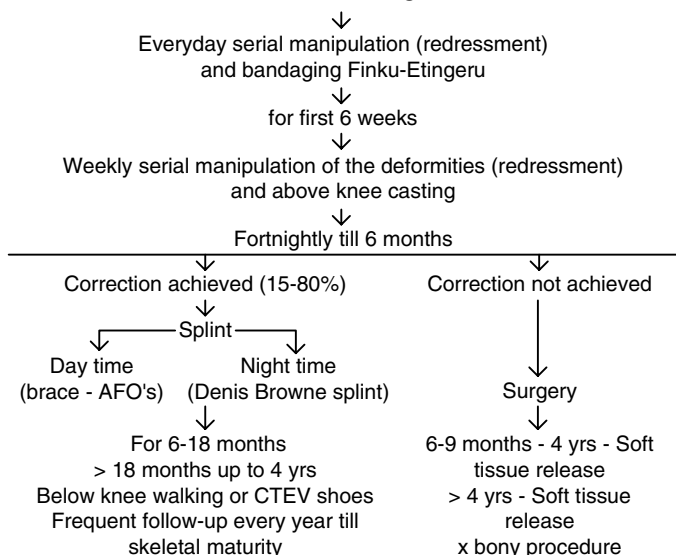 Everyday serial manipulation (redressment)
and bandaging Finku-Etingeru
for first 6 weeks
Weekly serial manipulation of the deformities (redressment)
and above knee casting
Fortnightly till 6 months
Correction achieved (15-80%)
Splint
Day time
(brace - AFO's)
Night time
(Denis Browne splint)
For 6-18 months
> 18 months up to 4 yrs
Below knee walking or CTEV shoes
Frequent follow-up every year till
skeletal maturity
Correction not achieved
Surgery
6-9 months - 4 yrs - Soft
tissue release
> 4 yrs - Soft tissue
release
x bony procedure